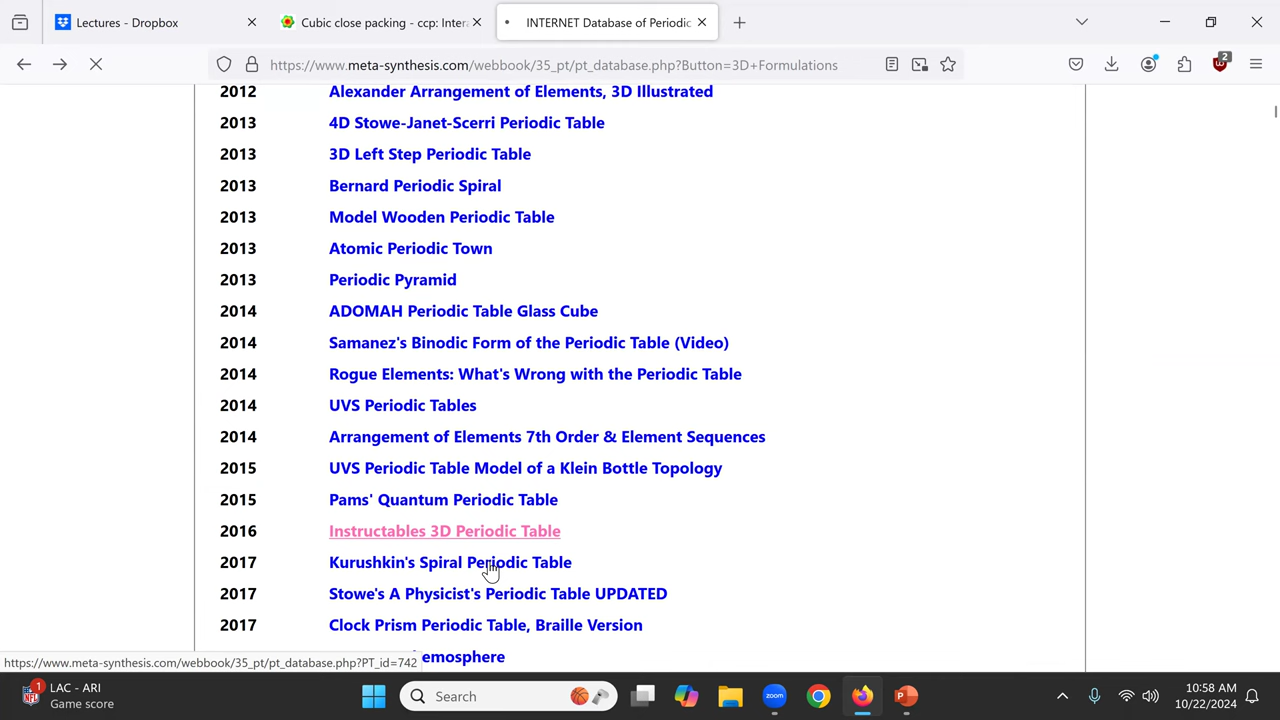 Lectures - Dropbox
Cubic close packing - ccp: Inter
INTERNET Database of Periodic
https://www.meta-synthesis.com/webbook/35_pt/pt_database.php?Button=3D+Formulations
2
2012 Alexander Arrangement of Elements, 3D Illustrated
2013 4D Stowe-Janet-Scerri Periodic Table
2013 3D Left Step Periodic Table
2013 Bernard Periodic Spiral
2013 Model Wooden Periodic Table
2013 Atomic Periodic Town
2013 Periodic Pyramid
2014 ADOMAH Periodic Table Glass Cube
2014 Samanez's Binodic Form of the Periodic Table (Video)
2014 Rogue Elements: What's Wrong with the Periodic Table
2014 UVS Periodic Tables
2014 Arrangement of Elements 7th Order & Element Sequences
2015 UVS Periodic Table Model of a Klein Bottle Topology
2015 Pams' Quantum Periodic Table
2016 Instructables 3D Periodic Table
2017 Kurushkin's Spiral Periodic Table
2017 Stowe's A Physicist's Periodic Table UPDATED
2017 Clock Prism Periodic Table, Braille Version
emosphere
https://www.meta-synthesis.com/webbook/35_pt/pt_database.php?PT_id=742
1
LAC - ARI
Game score
Search
zoom
10:58 AM
10/22/2024